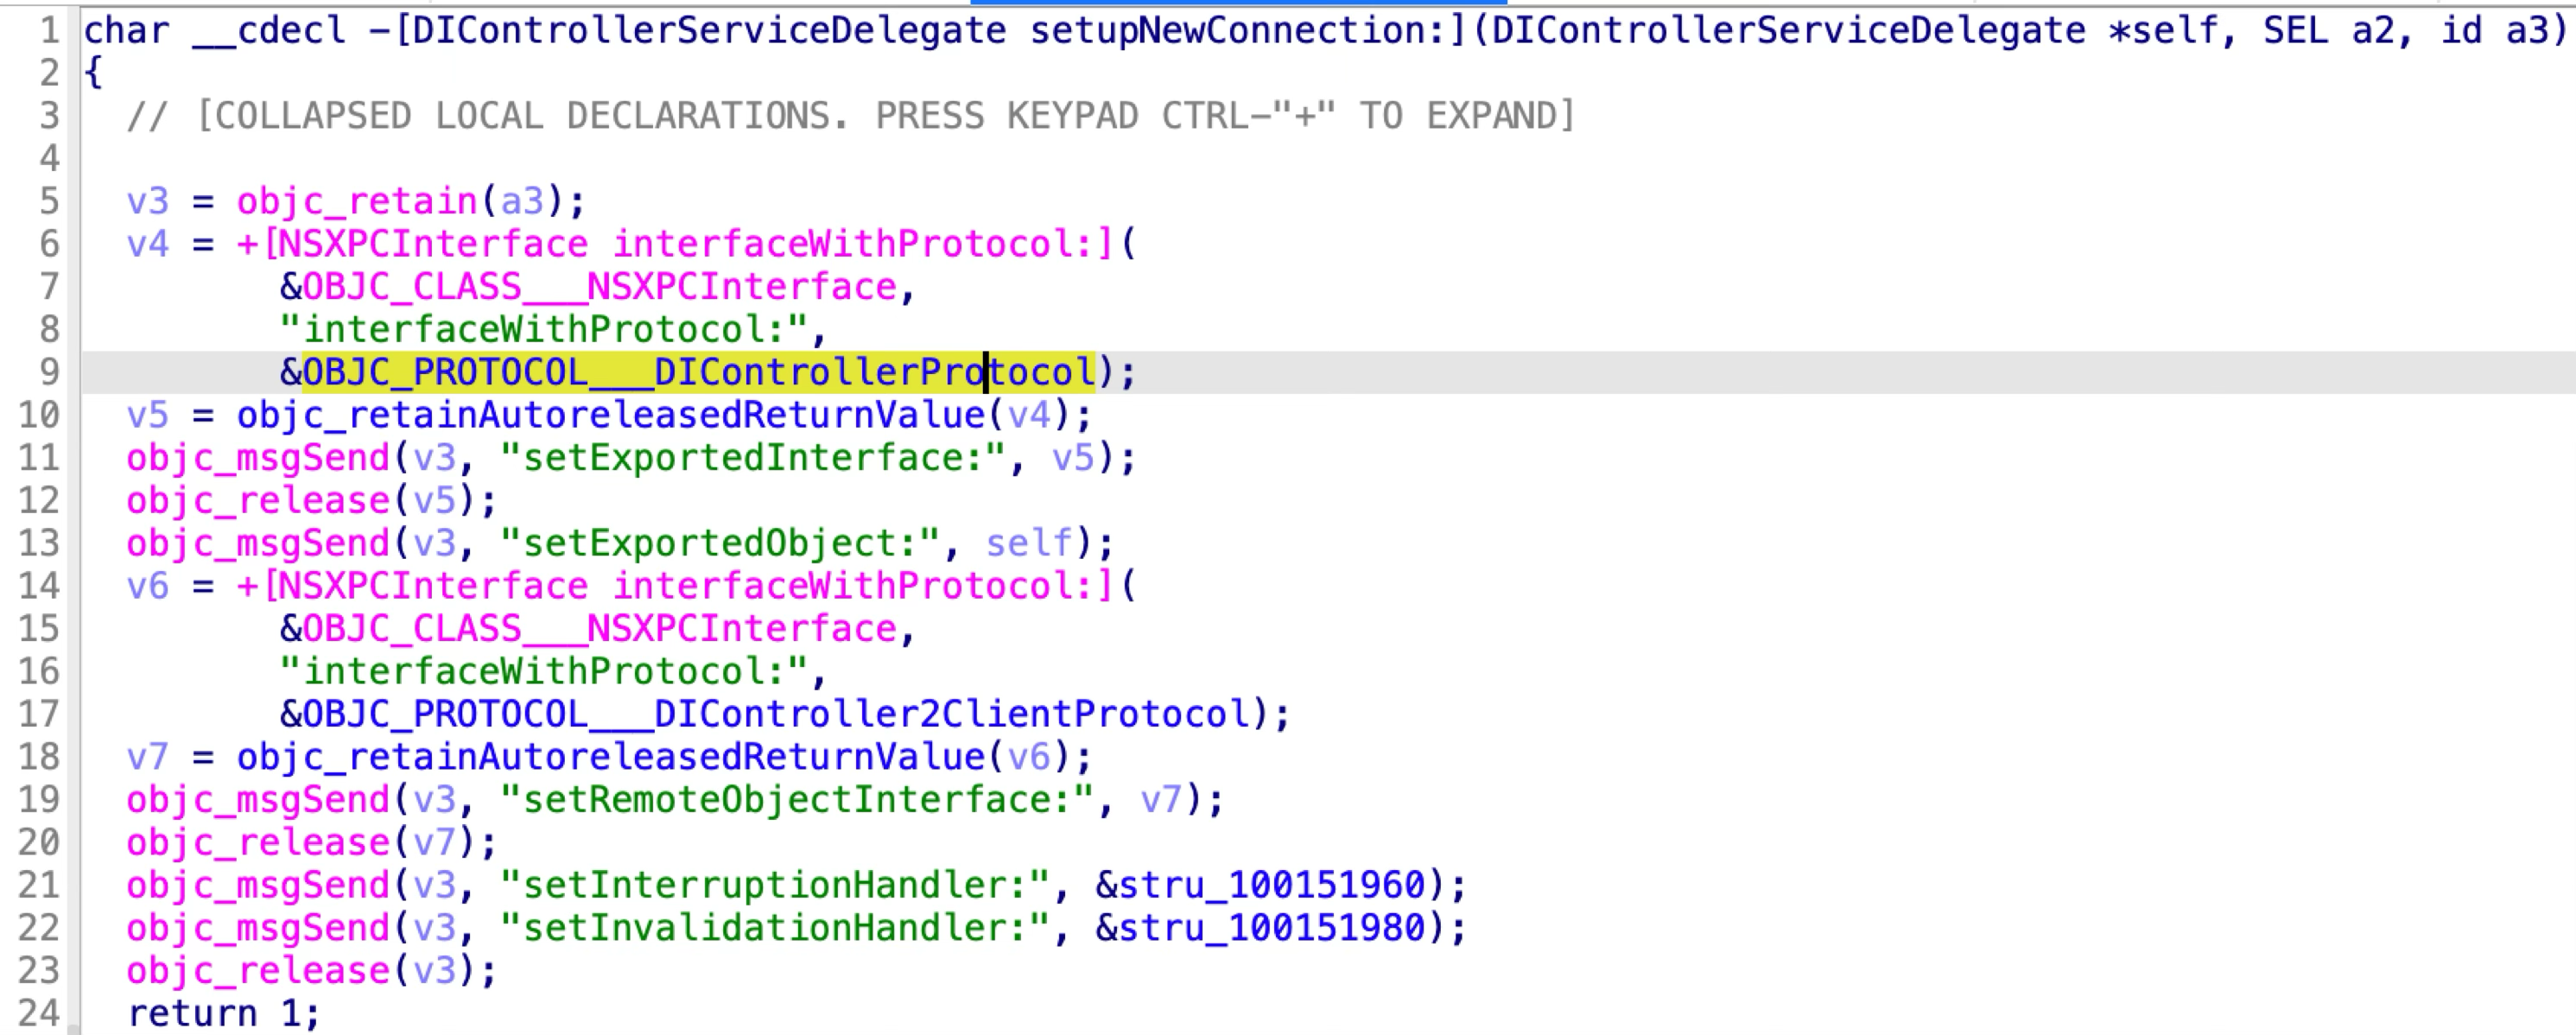 1 char __cdecl -[DIControllerServiceDelegate setupNewConnection:](DIControllerServiceDelegate *self, SEL a2, id a3)
2 {
3   // [COLLAPSED LOCAL DECLARATIONS. PRESS KEYPAD CTRL-"+" TO EXPAND]
4
5   v3 = objc_retain(a3);
6   v4 = +[NSXPCInterface interfaceWithProtocol:](
7          &OBJC_CLASS___NSXPCInterface,
8          "interfaceWithProtocol:",
9          &OBJC_PROTOCOL___DIControllerProtocol);
10   v5 = objc_retainAutoreleasedReturnValue(v4);
11   objc_msgSend(v3, "setExportedInterface:", v5);
12   objc_release(v5);
13   objc_msgSend(v3, "setExportedObject:", self);
14   v6 = +[NSXPCInterface interfaceWithProtocol:](
15          &OBJC_CLASS___NSXPCInterface,
16          "interfaceWithProtocol:",
17          &OBJC_PROTOCOL___DIController2ClientProtocol);
18   v7 = objc_retainAutoreleasedReturnValue(v6);
19   objc_msgSend(v3, "setRemoteObjectInterface:", v7);
20   objc_release(v7);
21   objc_msgSend(v3, "setInterruptionHandler:", &stru_100151960);
22   objc_msgSend(v3, "setInvalidationHandler:", &stru_100151980);
23   objc_release(v3);
24   return 1;